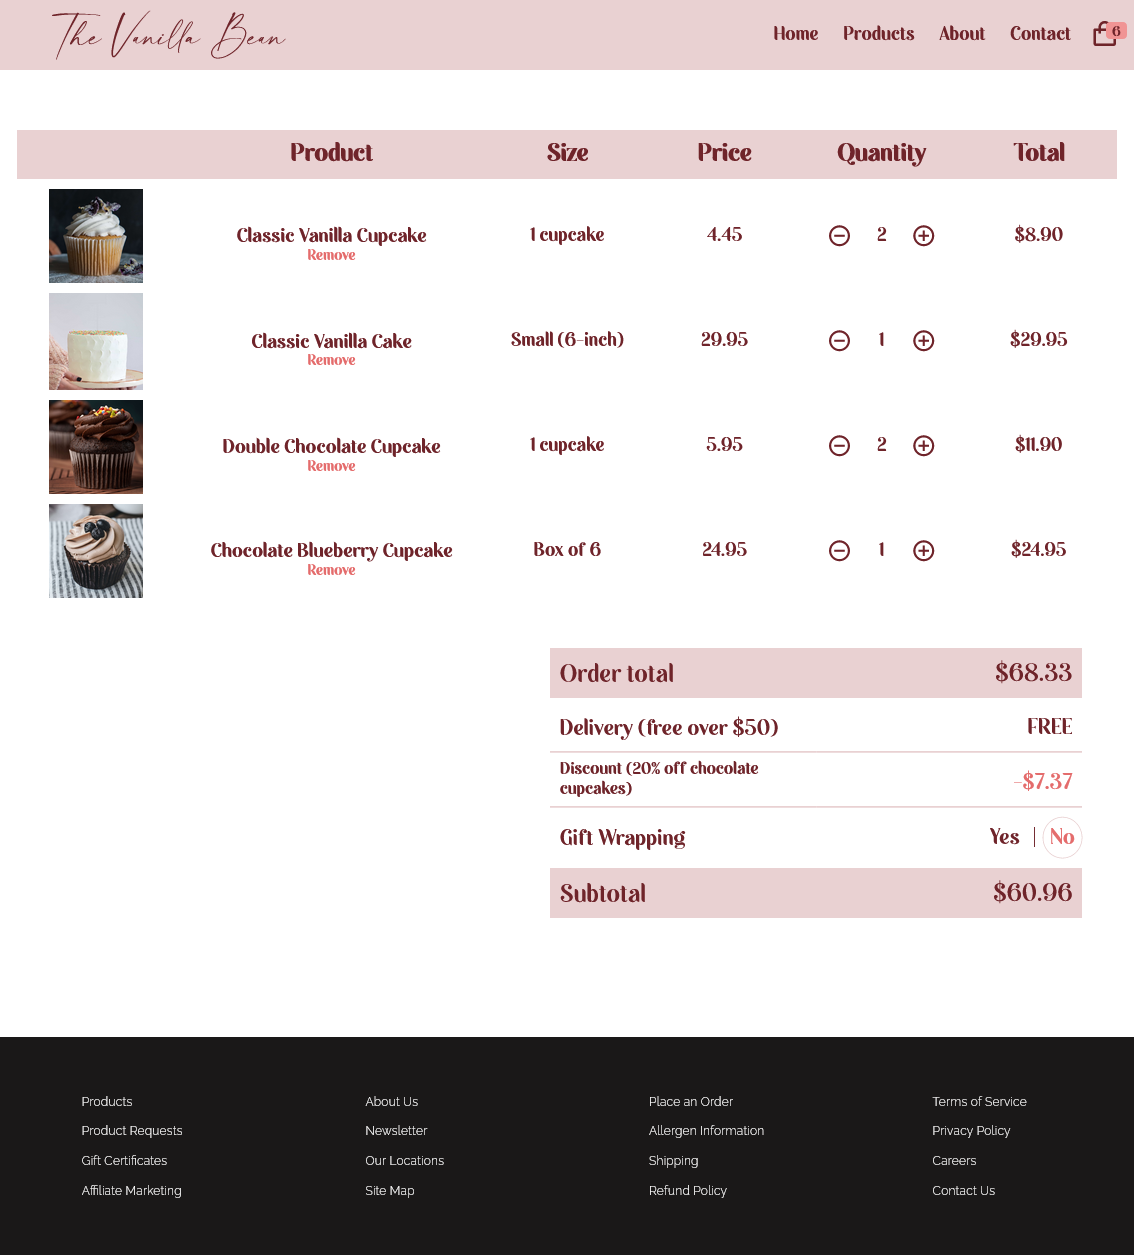 The Vanilla Bean
Home Products About Contact 6
Product Size Price Quantity Total
Classic Vanilla Cupcake 1 cupcake 4.45 2 $8.90
Remove
Classic Vanilla Cake Small (6-inch) 29.95 1 $29.95
Remove
Double Chocolate Cupcake 1 cupcake 5.95 2 $11.90
Remove
Chocolate Blueberry Cupcake Box of 6 24.95 1 $24.95
Remove
Order total $68.33
Delivery (free over $50) FREE
Discount (20% off chocolate
cupcakes) -$7.37
Gift Wrapping Yes | No
Subtotal $60.96
Products About Us Place an Order Terms of Service
Product Requests Newsletter Allergen Information Privacy Policy
Gift Certificates Our Locations Shipping Careers
Affiliate Marketing Site Map Refund Policy Contact Us